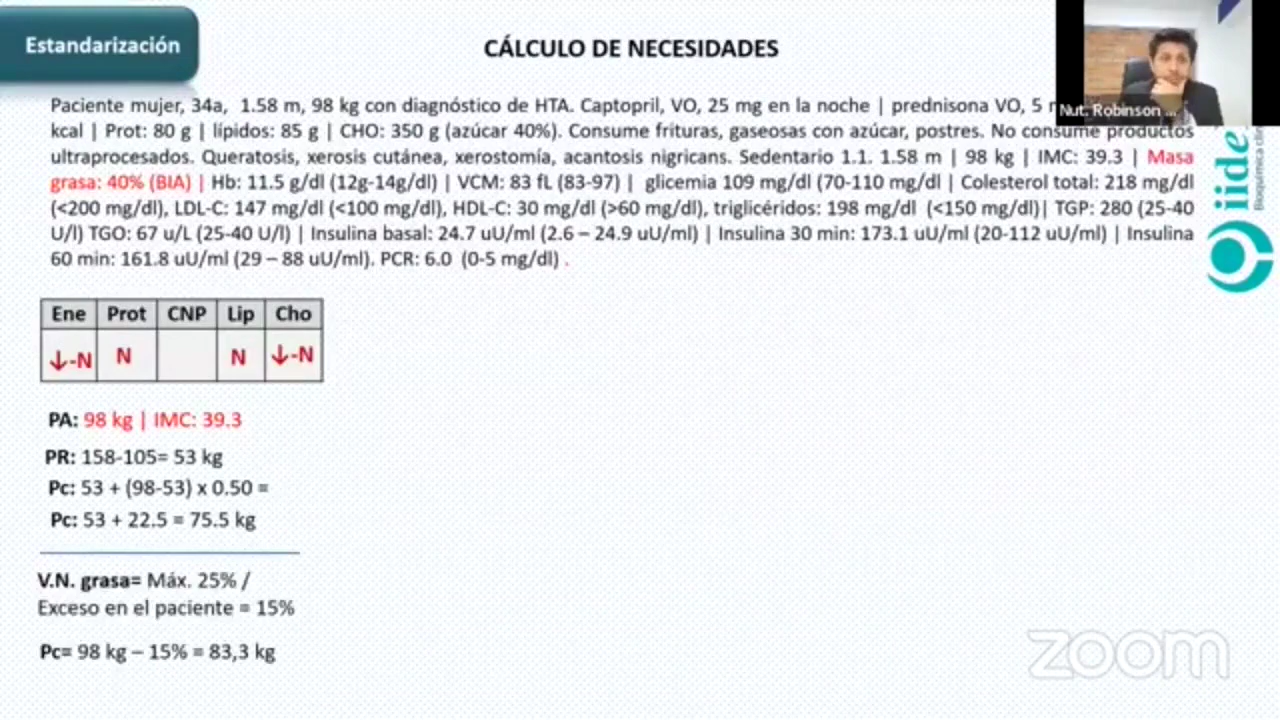 Estandarización
CÁLCULO DE NECESIDADES
Paciente mujer, 34a, 1.58 m, 98 kg con diagnóstico de HTA. Captopril, VO, 25 mg en la noche | prednisona VO, 5
Nut. Robinson ...
kcal | Prot: 80 g | lípidos: 85 g | CHO: 350 g (azúcar 40%). Consume frituras, gaseosas con azúcar, postres. No consume productos
ultraprocesados. Queratosis, xerosis cutánea, xerostomía, acantosis nigricans. Sedentario 1.1. 1.58 m | 98 kg | IMC: 39.3 | Masa
grasa: 40% (BIA) | Hb: 11.5 g/dl (12g-14g/dl) | VCM: 83 fL (83-97) | glicemia 109 mg/dl (70-110 mg/dl | Colesterol total: 218 mg/dl
(<200 mg/dl), LDL-C: 147 mg/dl (<100 mg/dl), HDL-C: 30 mg/dl (>60 mg/dl), triglicéridos: 198 mg/dl (<150 mg/dl)| TGP: 280 (25-40
U/l) TGO: 67 u/L (25-40 U/l) | Insulina basal: 24.7 uU/ml (2.6 – 24.9 uU/ml) | Insulina 30 min: 173.1 uU/ml (20-112 uU/ml) | Insulina
60 min: 161.8 uU/ml (29 – 88 uU/ml). PCR: 6.0 (0-5 mg/dl) .
iide
Ene Prot CNP Lip Cho
↓-N N N ↓-N
PA: 98 kg | IMC: 39.3
PR: 158-105= 53 kg
Pc: 53 + (98-53) x 0.50 =
Pc: 53 + 22.5 = 75.5 kg
V.N. grasa= Máx. 25% /
Exceso en el paciente = 15%
Pc= 98 kg – 15% = 83,3 kg
zoom